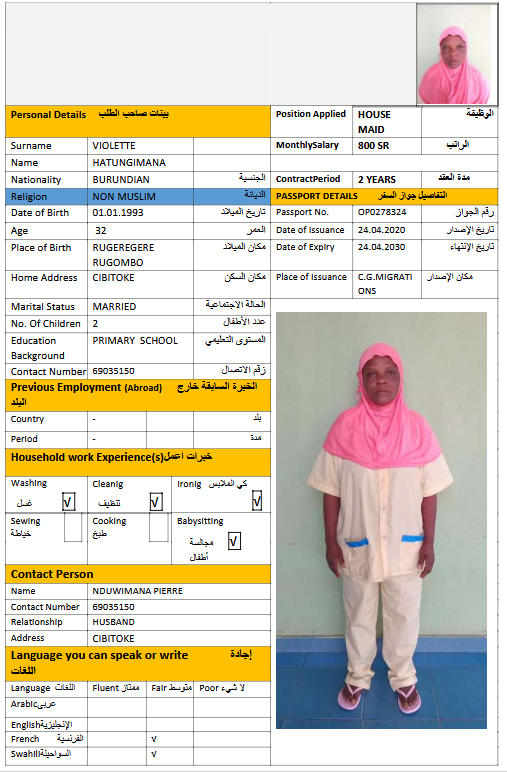 Personal Details بينات صاحب الطلب
Surname VIOLETTE
Name HATUNGIMANA
Nationality BURUNDIAN الجنسية
Religion NON MUSLIM الديانة
Date of Birth 01.01.1993 تاريخ الميلاد
Age 32 العمر
Place of Birth RUGEREGERE مكان الميلاد
RUGOMBO
Home Address CIBITOKE مكان السكن
Marital Status MARRIED الحالة الاجتماعية
No. Of Children 2 عدد الأطفال
Education PRIMARY SCHOOL المستوى التعليمي
Background
Contact Number 69035150 رقم الاتصال
Previous Employment (Abroad) الخبرة السابقة خارج
البلد
Country - بلد
Period - مدة
Household work Experience(s) خبرات اعمل
Washing Cleanig Ironig كي الملابس
غسل √ تنظيف √ √
Sewing Cooking Babysitting
خياطة طبخ مجالسة √
أطفال
Contact Person
Name NDUWIMANA PIERRE
Contact Number 69035150
Relationship HUSBAND
Address CIBITOKE
Language you can speak or write إجادة
اللغات
Language اللغات Fluent ممتاز Fair متوسط Poor لا شيء
Arabic عربي
English الإنجليزية
French الفرنسية √
Swahili السواحيلة √
Position Applied HOUSE الوظيفة
MAID
MonthlySalary 800 SR الراتب
ContractPeriod 2 YEARS مدة العقد
PASSPORT DETAILS التفاصيل جواز السفر
Passport No. OP0278324 رقم الجواز
Date of Issuance 24.04.2020 تاريخ الإصدار
Date of Expiry 24.04.2030 تاريخ الإنتهاء
Place of Issuance C.G.MIGRATI مكان الإصدار
ONS